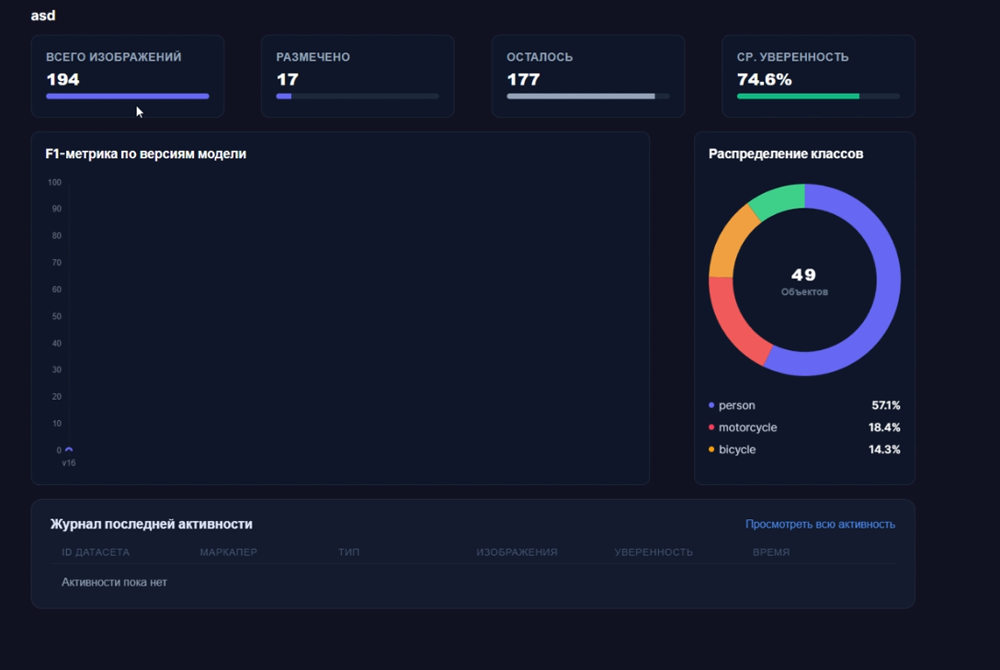 asd
ВСЕГО ИЗОБРАЖЕНИЙ
194
РАЗМЕЧЕНО
17
ОСТАЛОСЬ
177
СР. УВЕРЕННОСТЬ
74.6%
F1-метрика по версиям модели
100
90
80
70
60
50
40
30
20
10
0
v16
Распределение классов
49
Объектов
person 57.1%
motorcycle 18.4%
bicycle 14.3%
Журнал последней активности
Просмотреть всю активность
ID ДАТАСЕТА МАРКАПЕР ТИП ИЗОБРАЖЕНИЯ УВЕРЕННОСТЬ ВРЕМЯ
Активности пока нет